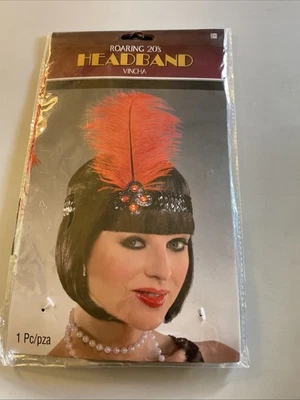 ROARING 20's
HEADBAND
VINCHA
1 Pc/pza